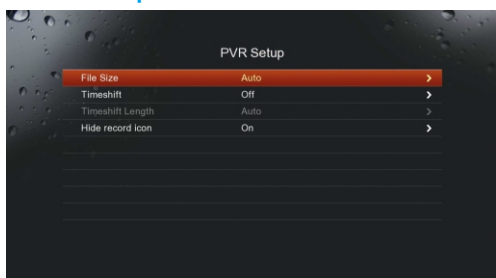 PVR Setup
File Size Auto >
Timeshift Off >
Timeshift Length Auto >
Hide record icon On >